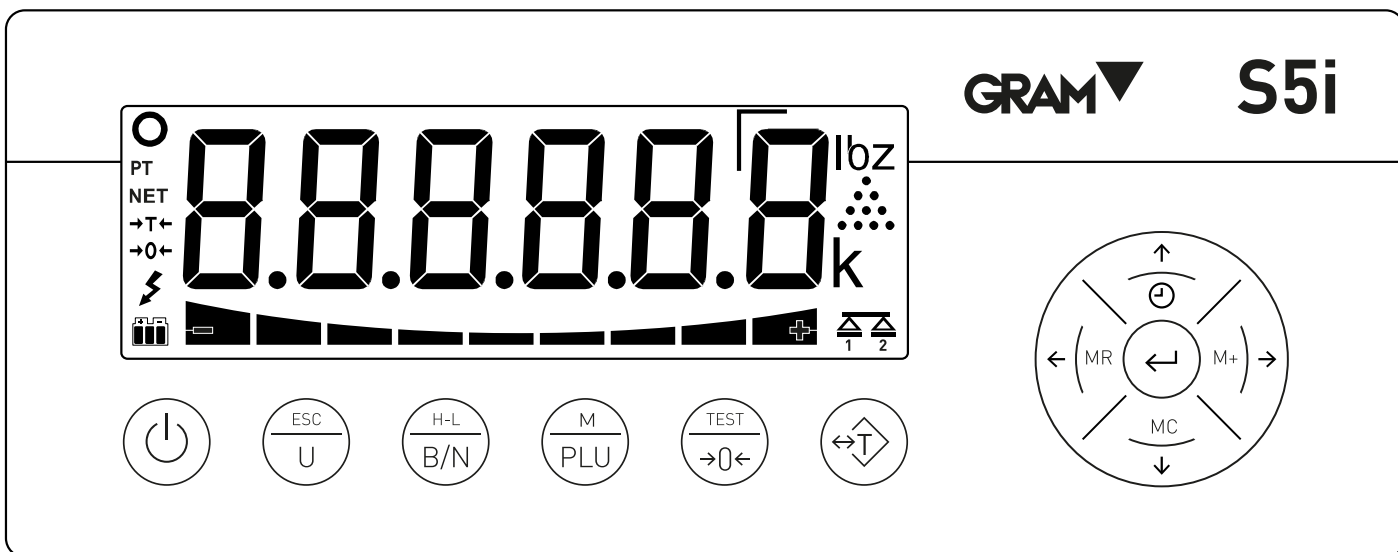 GRAM S5i
PT
NET
→T←
→0←
8.8.8.8.8.8
lbz
k
1 2
ESC
U
H-L
B/N
M
PLU
TEST
→0←
↔T
MR
M+
MC